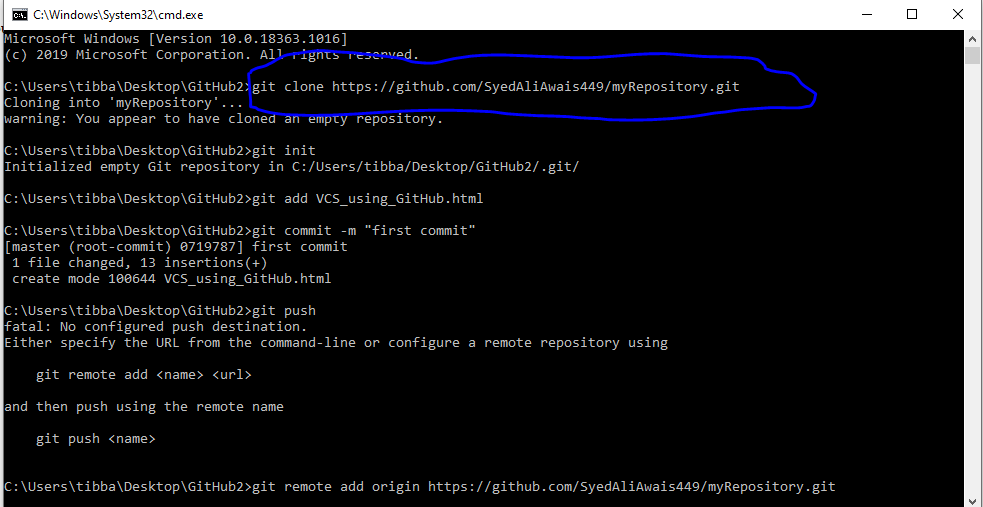 C:\Windows\System32\cmd.exe
Microsoft Windows [Version 10.0.18363.1016]
(c) 2019 Microsoft Corporation. All rights reserved.
C:\Users\tibba\Desktop\GitHub2>git clone https://github.com/SyedAliAwais449/myRepository.git
Cloning into 'myRepository'...
warning: You appear to have cloned an empty repository.
C:\Users\tibba\Desktop\GitHub2>git init
Initialized empty Git repository in C:/Users/tibba/Desktop/GitHub2/.git/
C:\Users\tibba\Desktop\GitHub2>git add VCS_using_GitHub.html
C:\Users\tibba\Desktop\GitHub2>git commit -m "first commit"
[master (root-commit) 0719787] first commit
 1 file changed, 13 insertions(+)
 create mode 100644 VCS_using_GitHub.html
C:\Users\tibba\Desktop\GitHub2>git push
fatal: No configured push destination.
Either specify the URL from the command-line or configure a remote repository using
    git remote add <name> <url>
and then push using the remote name
    git push <name>
C:\Users\tibba\Desktop\GitHub2>git remote add origin https://github.com/SyedAliAwais449/myRepository.git